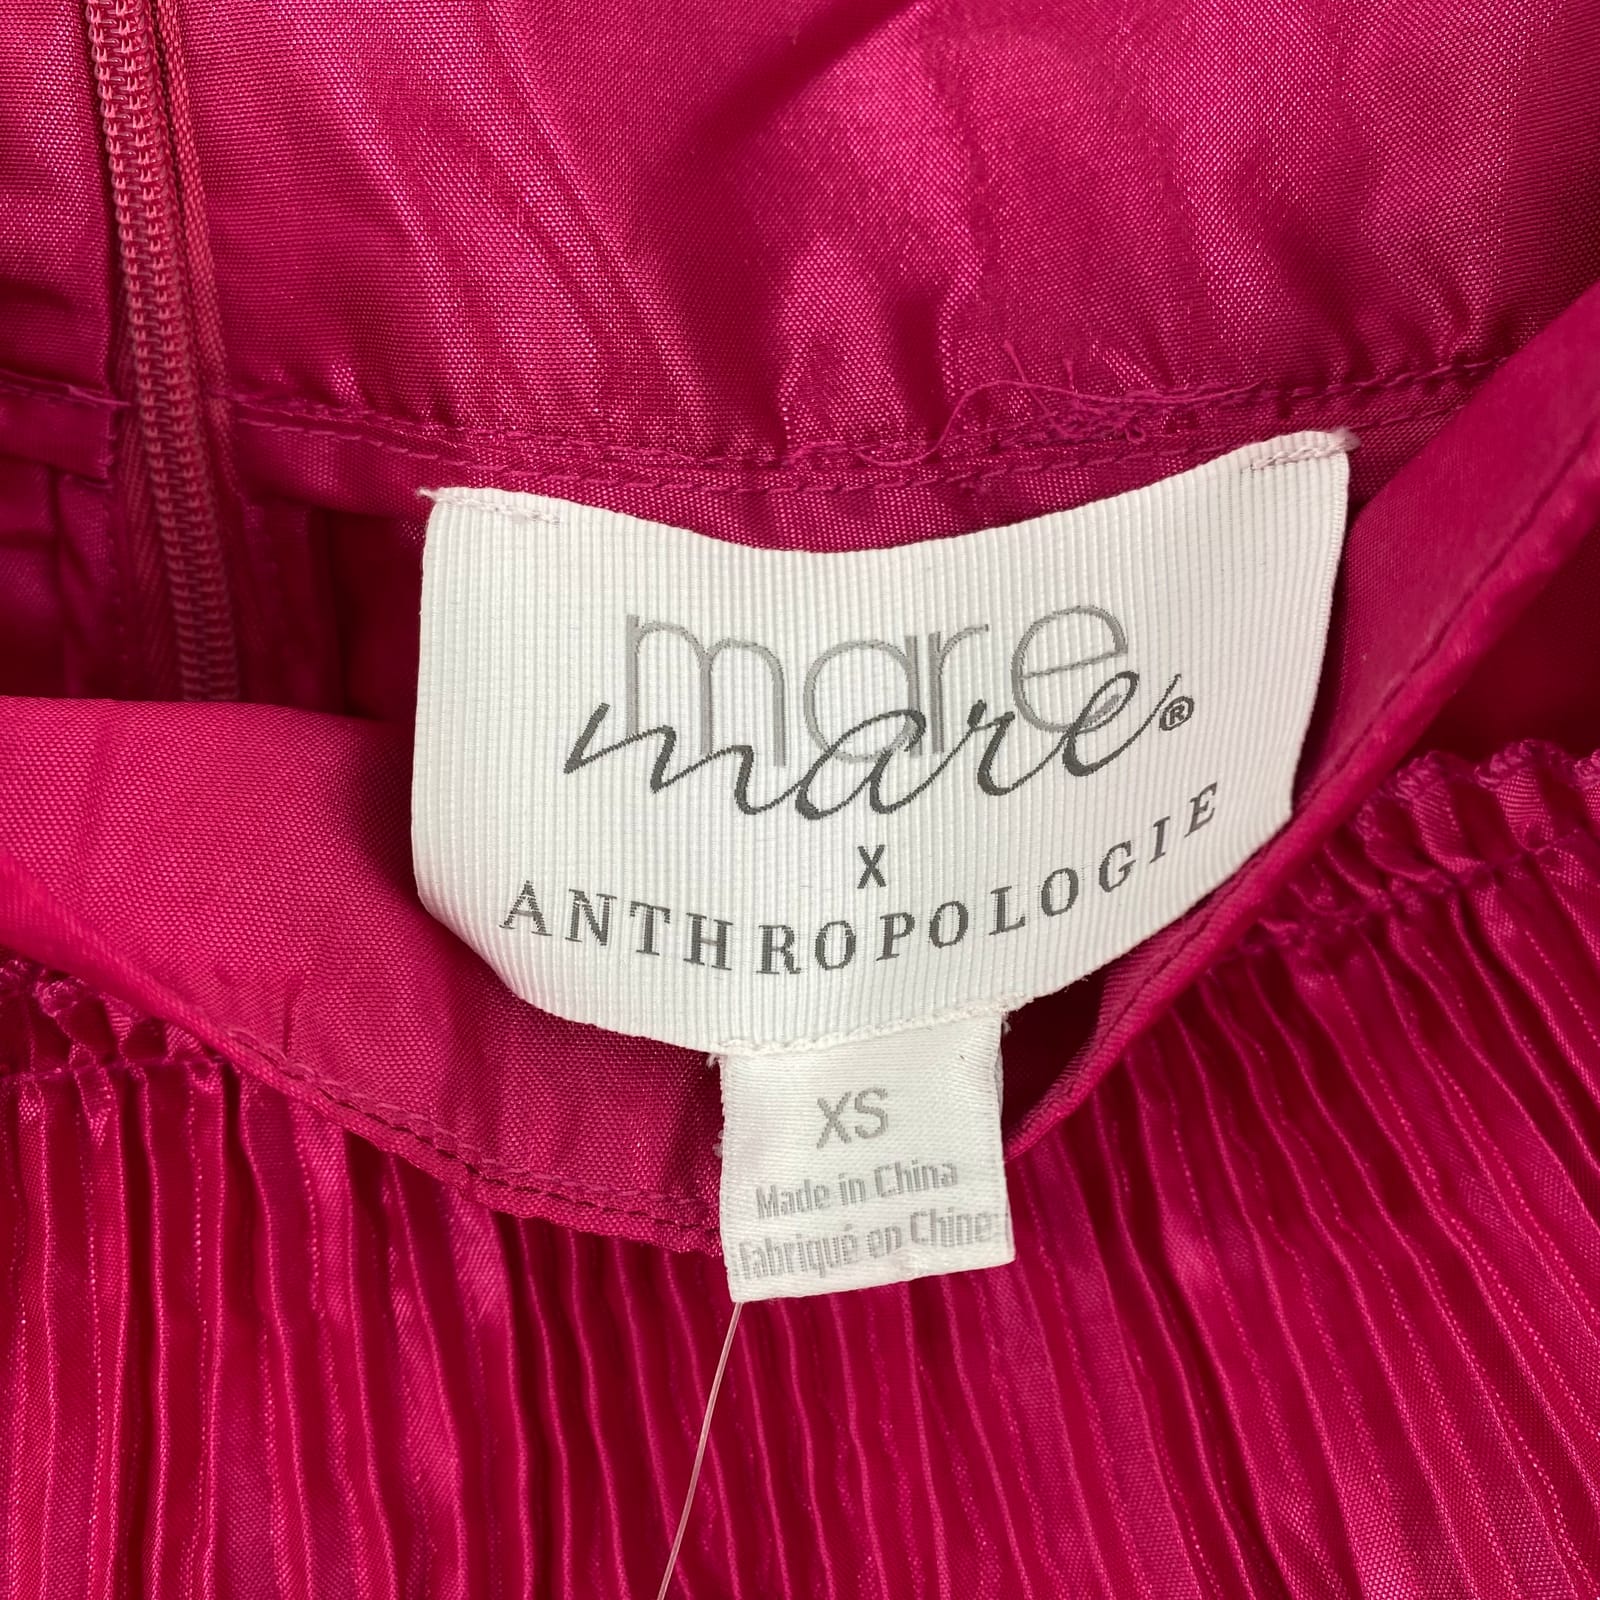 mare
mare®
X
ANTHROPOLOGIE
XS
Made in China
Fabriqué en Chine